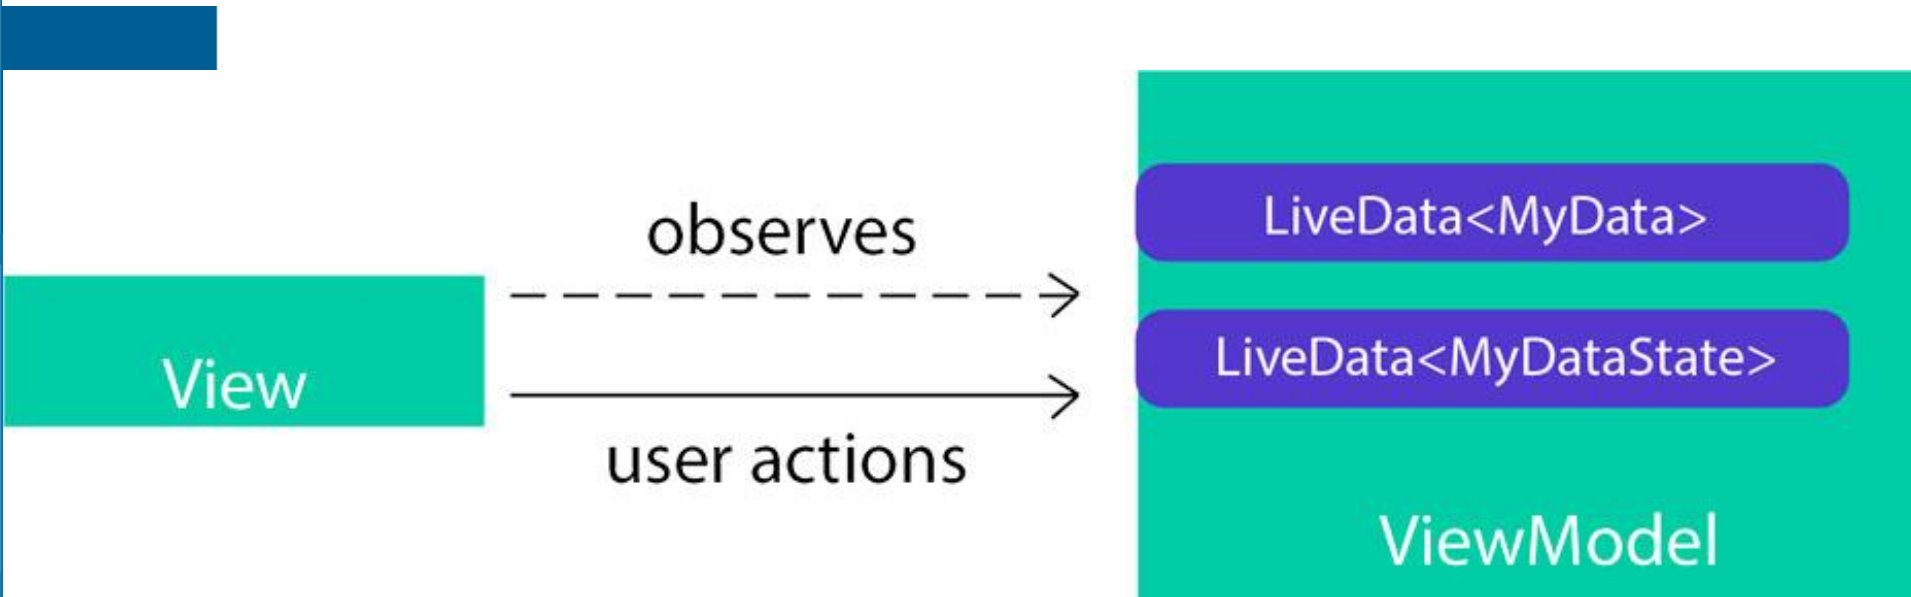 observes
LiveData<MyData>
View
LiveData<MyDataState>
user actions
ViewModel